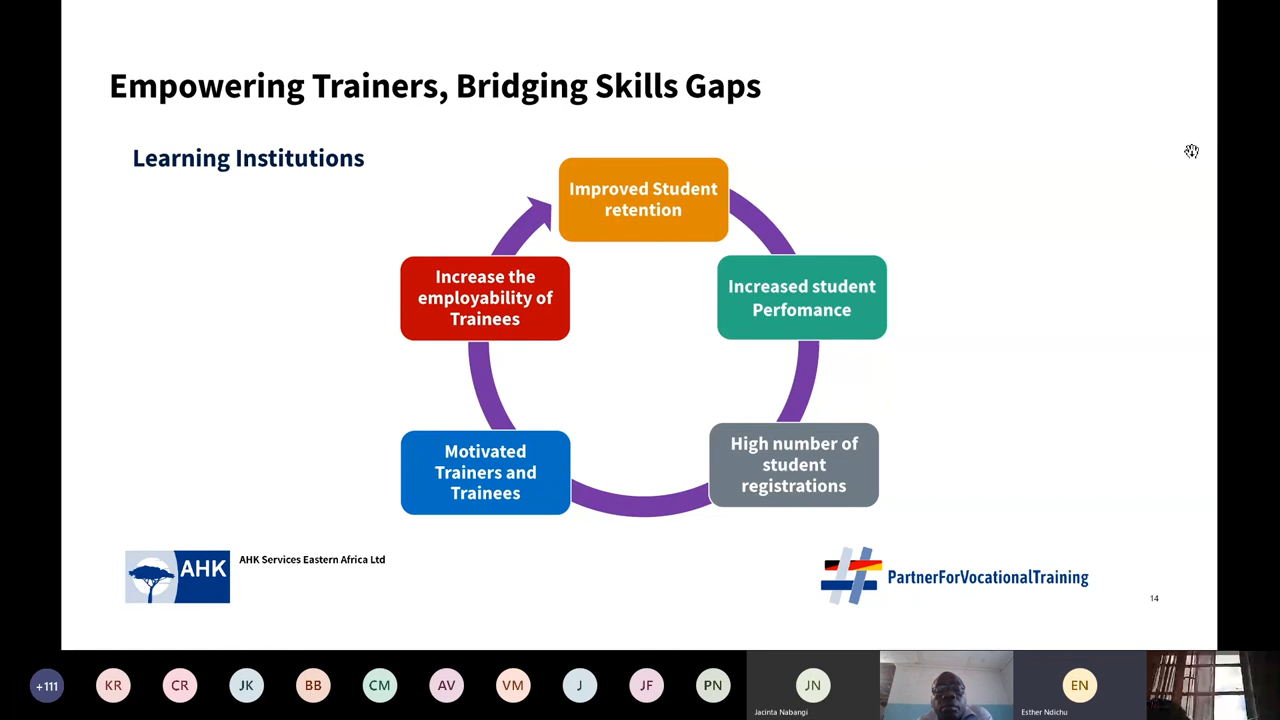 Empowering Trainers, Bridging Skills Gaps
Learning Institutions
Improved Student
retention
Increased student
Perfomance
High number of
student
registrations
Motivated
Trainers and
Trainees
Increase the
employability of
Trainees
AHK
AHK Services Eastern Africa Ltd
PartnerForVocationalTraining
14
+111
KR
CR
JK
BB
CM
AV
VM
J
JF
PN
JN
Jacinta Nabangi
EN
Esther Ndichu